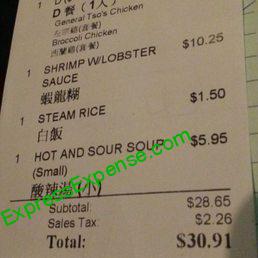 D 餐 (1人)
General Tso's Chicken
左宗雞(套餐)
Broccoli Chicken
西蘭雞(套餐)
1 SHRIMP W/LOBSTER $10.25
SAUCE
蝦龍糊
1 STEAM RICE $1.50
白飯
1 HOT AND SOUR SOUP $5.95
(Small)
酸辣湯(小)
Subtotal: $28.65
Sales Tax: $2.26
Total: $30.91
ExpressExpense.com